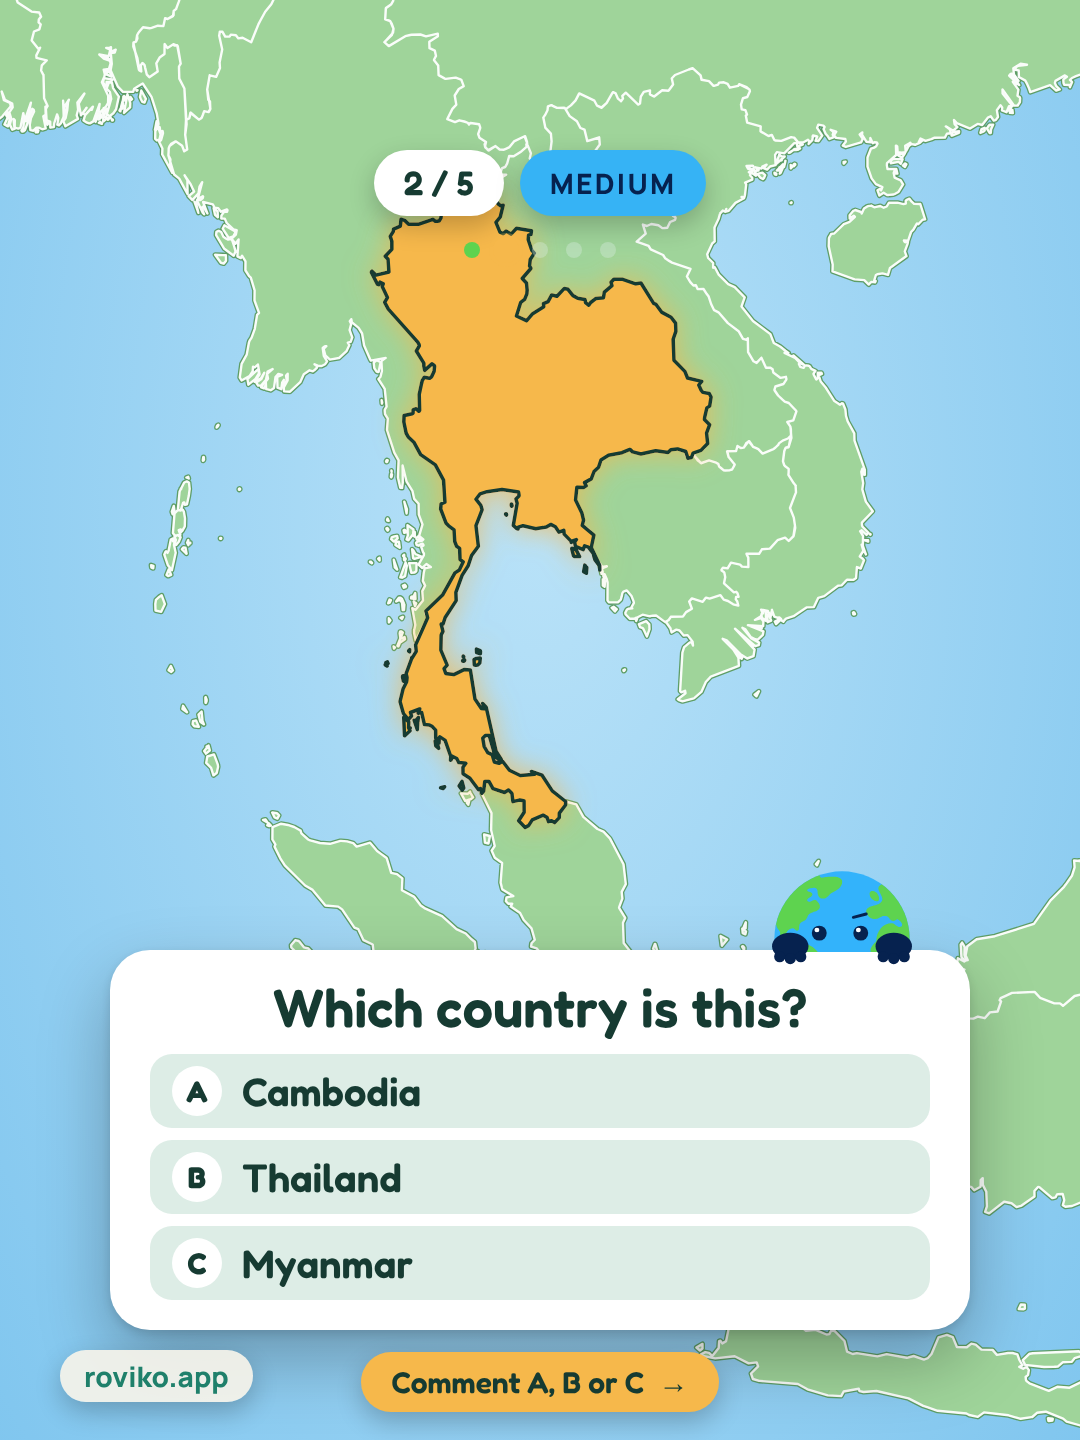 2 / 5
MEDIUM
Which country is this?
A Cambodia
B Thailand
C Myanmar
roviko.app
Comment A, B or C →